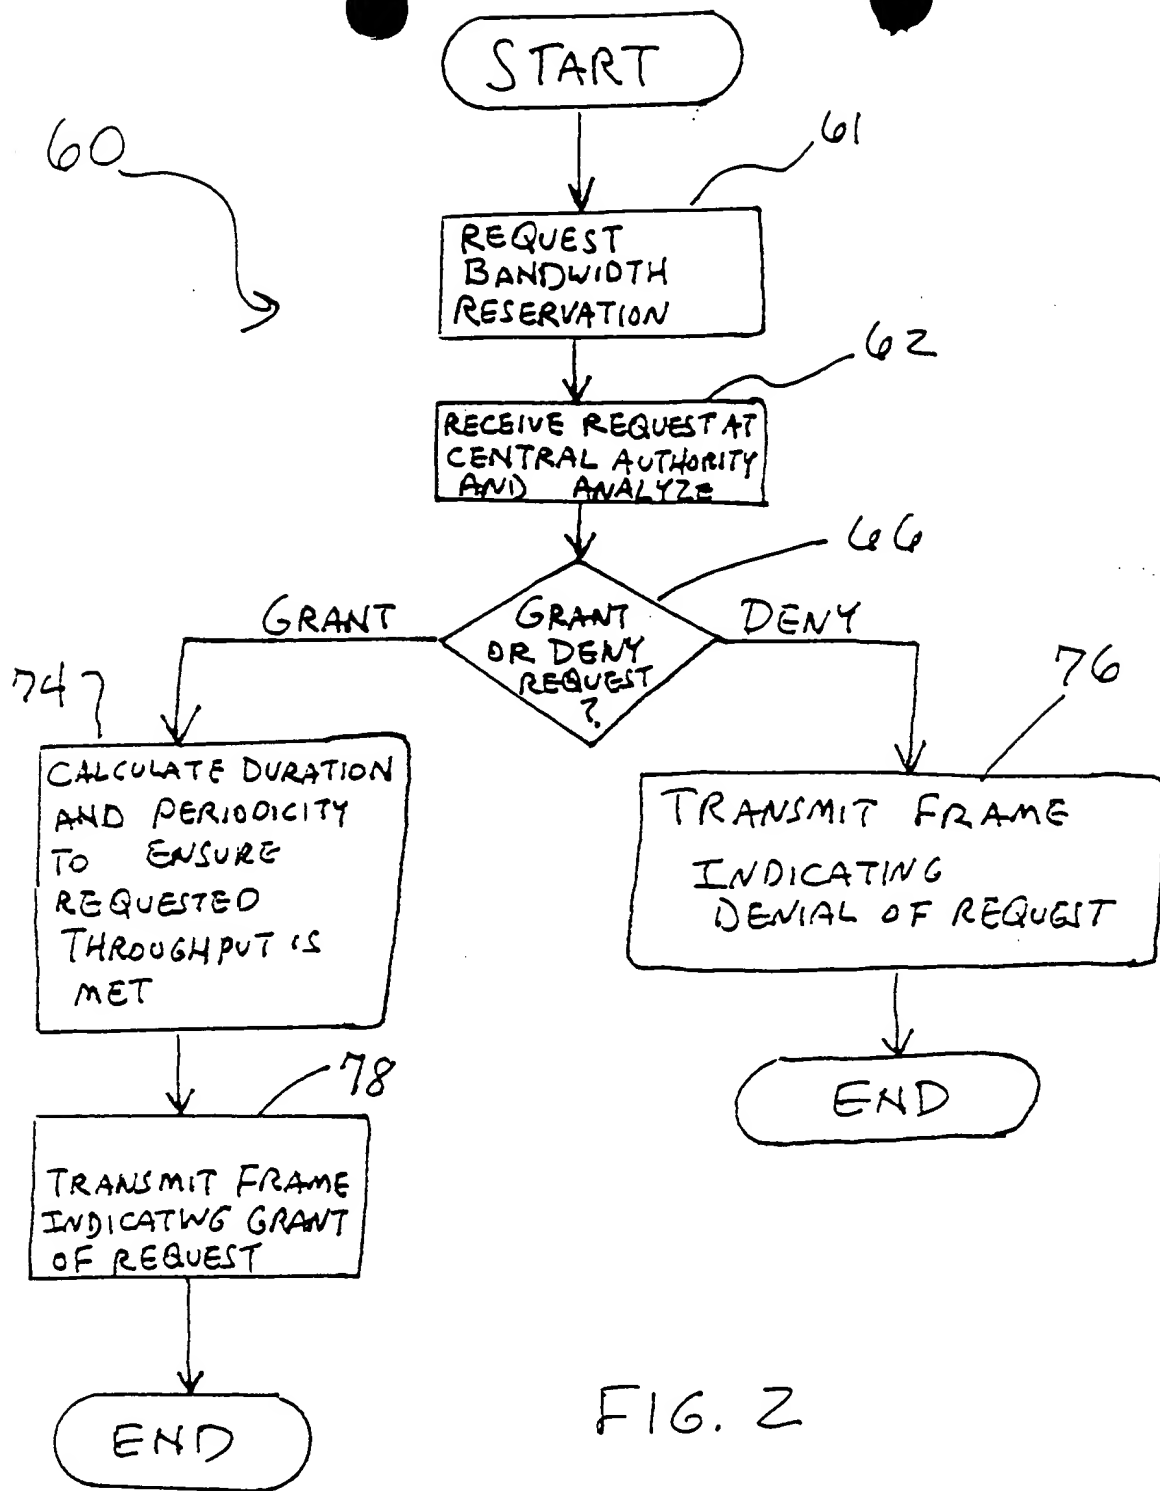 START
60
61
REQUEST
BANDWIDTH
RESERVATION
62
RECEIVE REQUEST AT
CENTRAL AUTHORITY
AND ANALYZE
66
GRANT
GRANT
OR DENY
REQUEST
?
DENY
74
CALCULATE DURATION
AND PERIODICITY
TO ENSURE
REQUESTED
THROUGHPUT IS
MET
76
TRANSMIT FRAME
INDICATING
DENIAL OF REQUEST
78
TRANSMIT FRAME
INDICATING GRANT
OF REQUEST
END
END
FIG. 2